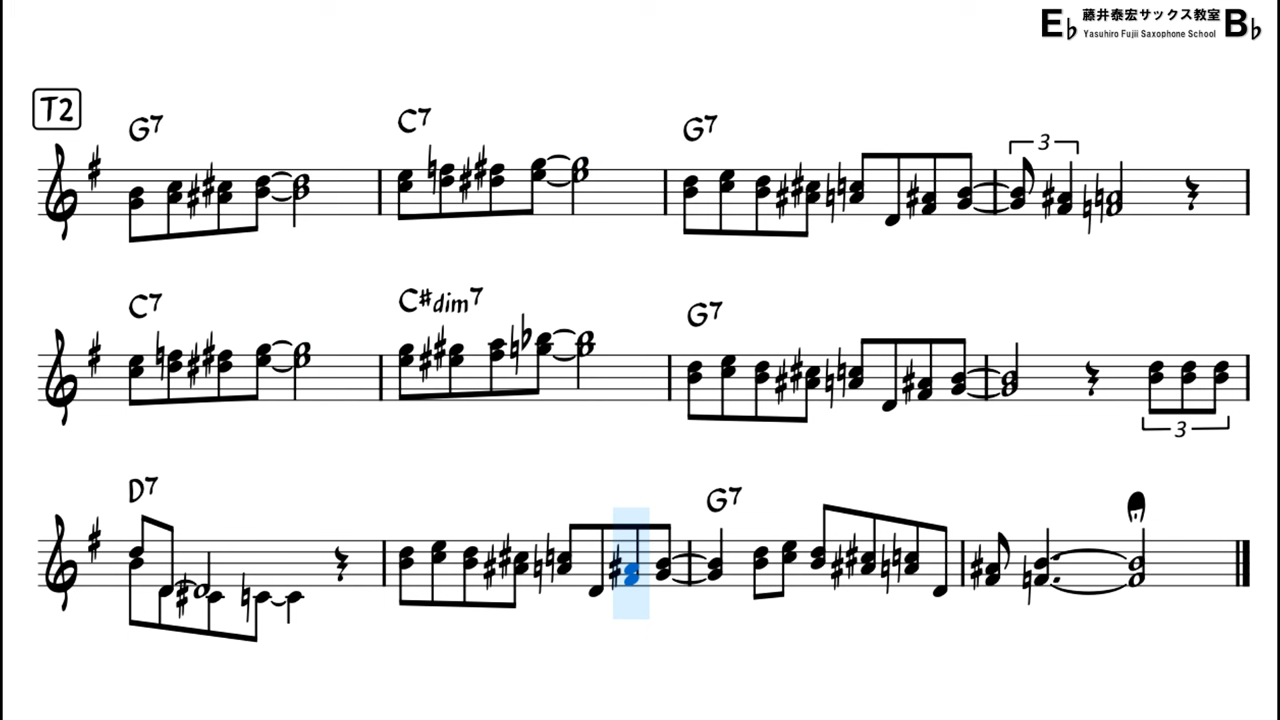 E♭ 藤井泰宏サックス教室 B♭
Yasuhiro Fujii Saxophone School
T2
G7 C7 G7
3
C7 C#dim7 G7
3
D7
G7